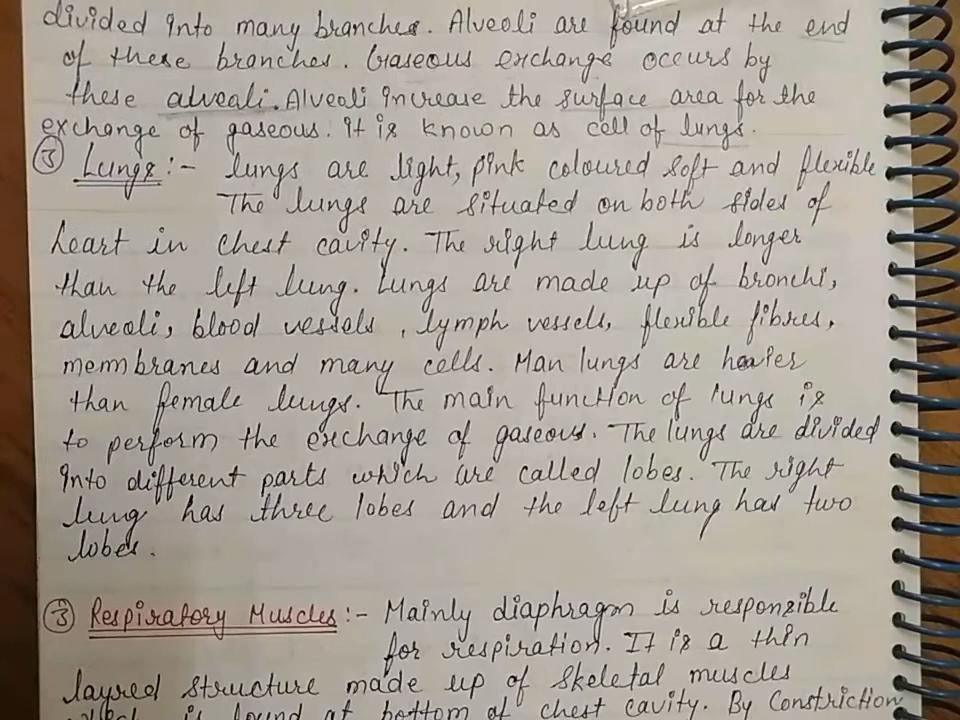 divided into many branches. Alveoli are found at the end
of these branches. Gaseous exchange occurs by
these alveoli. Alveoli increase the surface area for the
exchange of gaseous. It is known as cell of lungs.
③ Lungs :- lungs are light, pink coloured soft and flexible
The lungs are situated on both sides of
heart in chest cavity. The right lung is longer
than the left lung. Lungs are made up of bronchi,
alveoli, blood vessels, lymph vessels, flexible fibres,
membranes and many cells. Man lungs are heavier
than female lungs. The main function of lungs is
to perform the exchange of gaseous. The lungs are divided
into different parts which are called lobes. The right
lung has three lobes and the left lung has two
lobes.
③ Respiratory Muscles :- Mainly diaphragm is responsible
for respiration. It is a thin
layred structure made up of skeletal muscles
is found at bottom of chest cavity. By Constriction